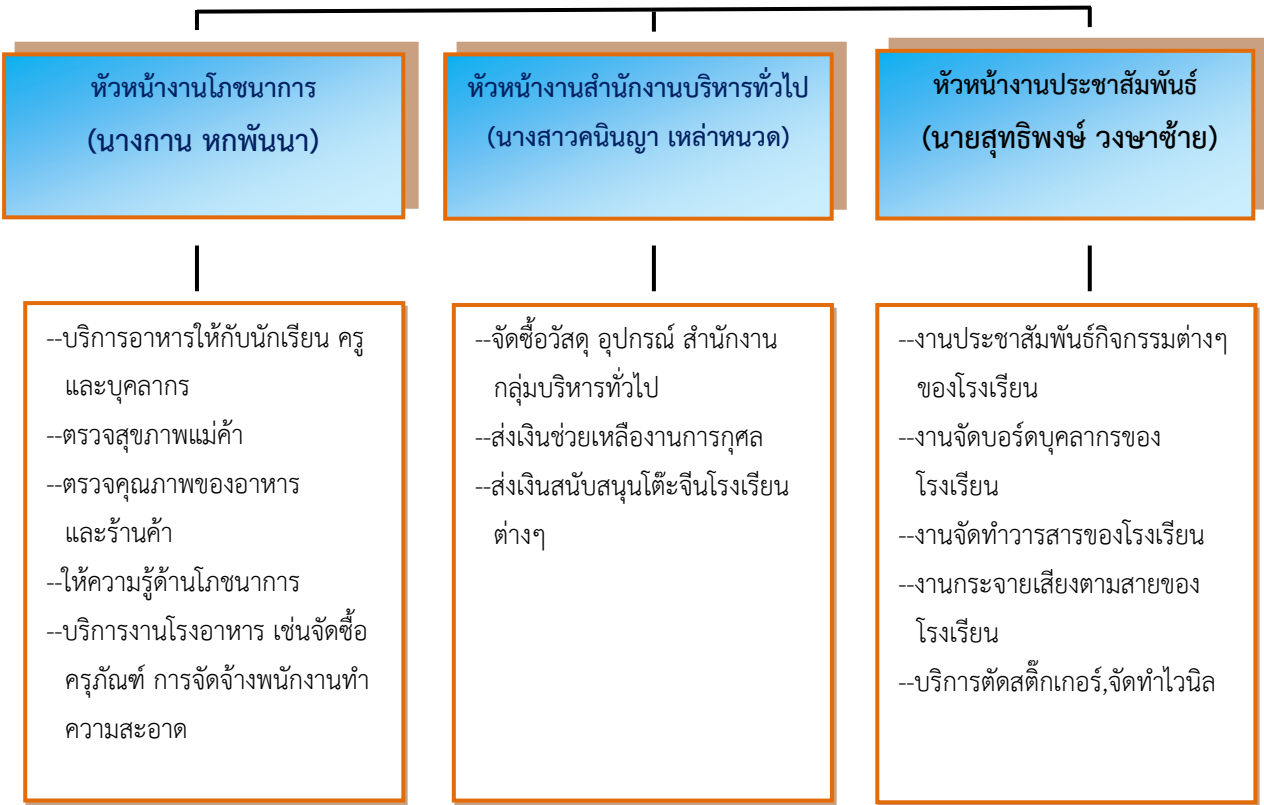 หัวหน้างานโภชนาการ
(นางกาน หกพันนา)
หัวหน้างานสำนักงานบริหารทั่วไป
(นางสาวคนินญา เหล่าหนวด)
หัวหน้างานประชาสัมพันธ์
(นายสุทธิพงษ์ วงษาซ้าย)
--บริการอาหารให้กับนักเรียน ครู
และบุคลากร
--ตรวจสุขภาพแม่ค้า
--ตรวจคุณภาพของอาหาร
และร้านค้า
--ให้ความรู้ด้านโภชนาการ
--บริการงานโรงอาหาร เช่นจัดซื้อ
ครุภัณฑ์ การจัดจ้างพนักงานทำ
ความสะอาด
--จัดซื้อวัสดุ อุปกรณ์ สำนักงาน
กลุ่มบริหารทั่วไป
--ส่งเงินช่วยเหลืองานการกุศล
--ส่งเงินสนับสนุนโต๊ะจีนโรงเรียน
ต่างๆ
--งานประชาสัมพันธ์กิจกรรมต่างๆ
ของโรงเรียน
--งานจัดบอร์ดบุคลากรของ
โรงเรียน
--งานจัดทำวารสารของโรงเรียน
--งานกระจายเสียงตามสายของ
โรงเรียน
--บริการตัดสติ๊กเกอร์,จัดทำไวนิล